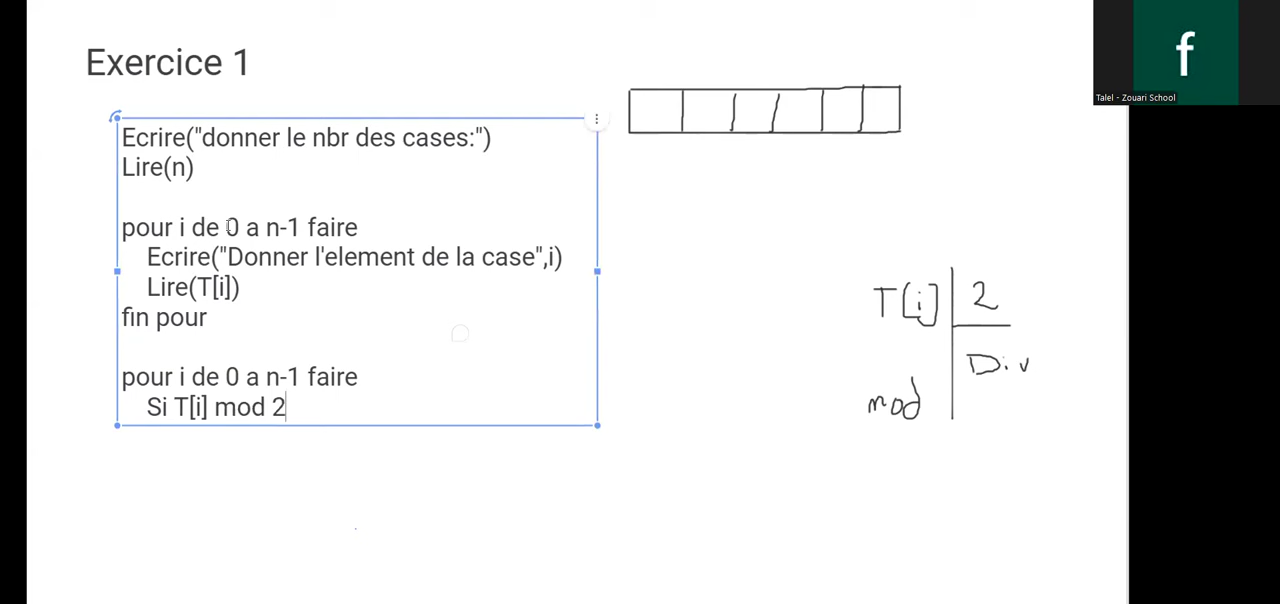 Exercice 1
f
Talel - Zouari School
Ecrire("donner le nbr des cases:")
Lire(n)
pour i de 0 a n-1 faire
Ecrire("Donner l'element de la case",i)
Lire(T[i])
fin pour
pour i de 0 a n-1 faire
Si T[i] mod 2
T[i] 2
Div
mod